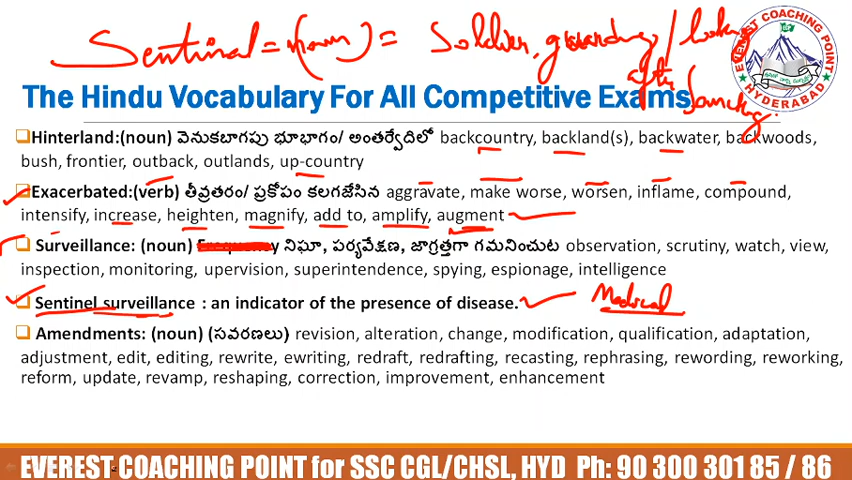 Sentinal = (noun) = Soldier, guarding / looking after Something.
EVEREST COACHING POINT
HYDERABAD
The Hindu Vocabulary For All Competitive Exams
Hinterland:(noun) వెనుకబాగపు భూభాగం/ అంతర్వేదిలో backcountry, backland(s), backwater, backwoods,
bush, frontier, outback, outlands, up-country
Exacerbated:(verb) తీవ్రతరం/ ప్రకోపం కలగజేసిన aggravate, make worse, worsen, inflame, compound,
intensify, increase, heighten, magnify, add to, amplify, augment
Surveillance: (noun) నిఘా, పర్యవేక్షణ, జాగ్రత్తగా గమనించుట observation, scrutiny, watch, view,
inspection, monitoring, upervision, superintendence, spying, espionage, intelligence
Sentinel surveillance : an indicator of the presence of disease. Medical
Amendments: (noun) (సవరణలు) revision, alteration, change, modification, qualification, adaptation,
adjustment, edit, editing, rewrite, ewriting, redraft, redrafting, recasting, rephrasing, rewording, reworking,
reform, update, revamp, reshaping, correction, improvement, enhancement
EVEREST COACHING POINT for SSC CGL/CHSL, HYD Ph: 90 300 301 85 / 86